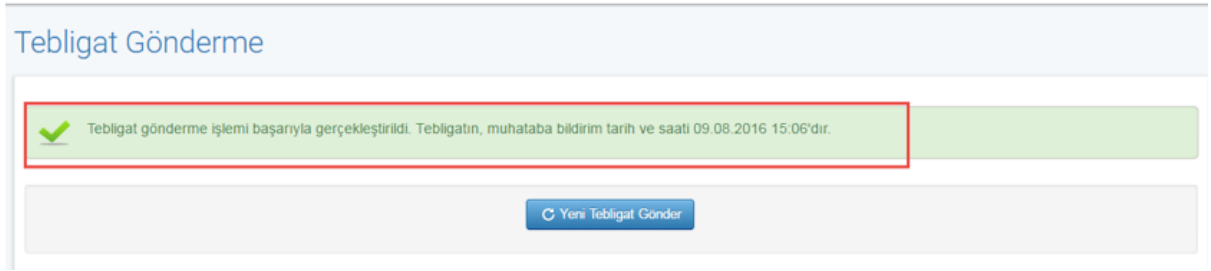 Tebligat Gönderme
Tebligat gönderme işlemi başarıyla gerçekleştirildi. Tebligatın, muhataba bildirim tarih ve saati 09.08.2016 15:06'dır.
Yeni Tebligat Gönder